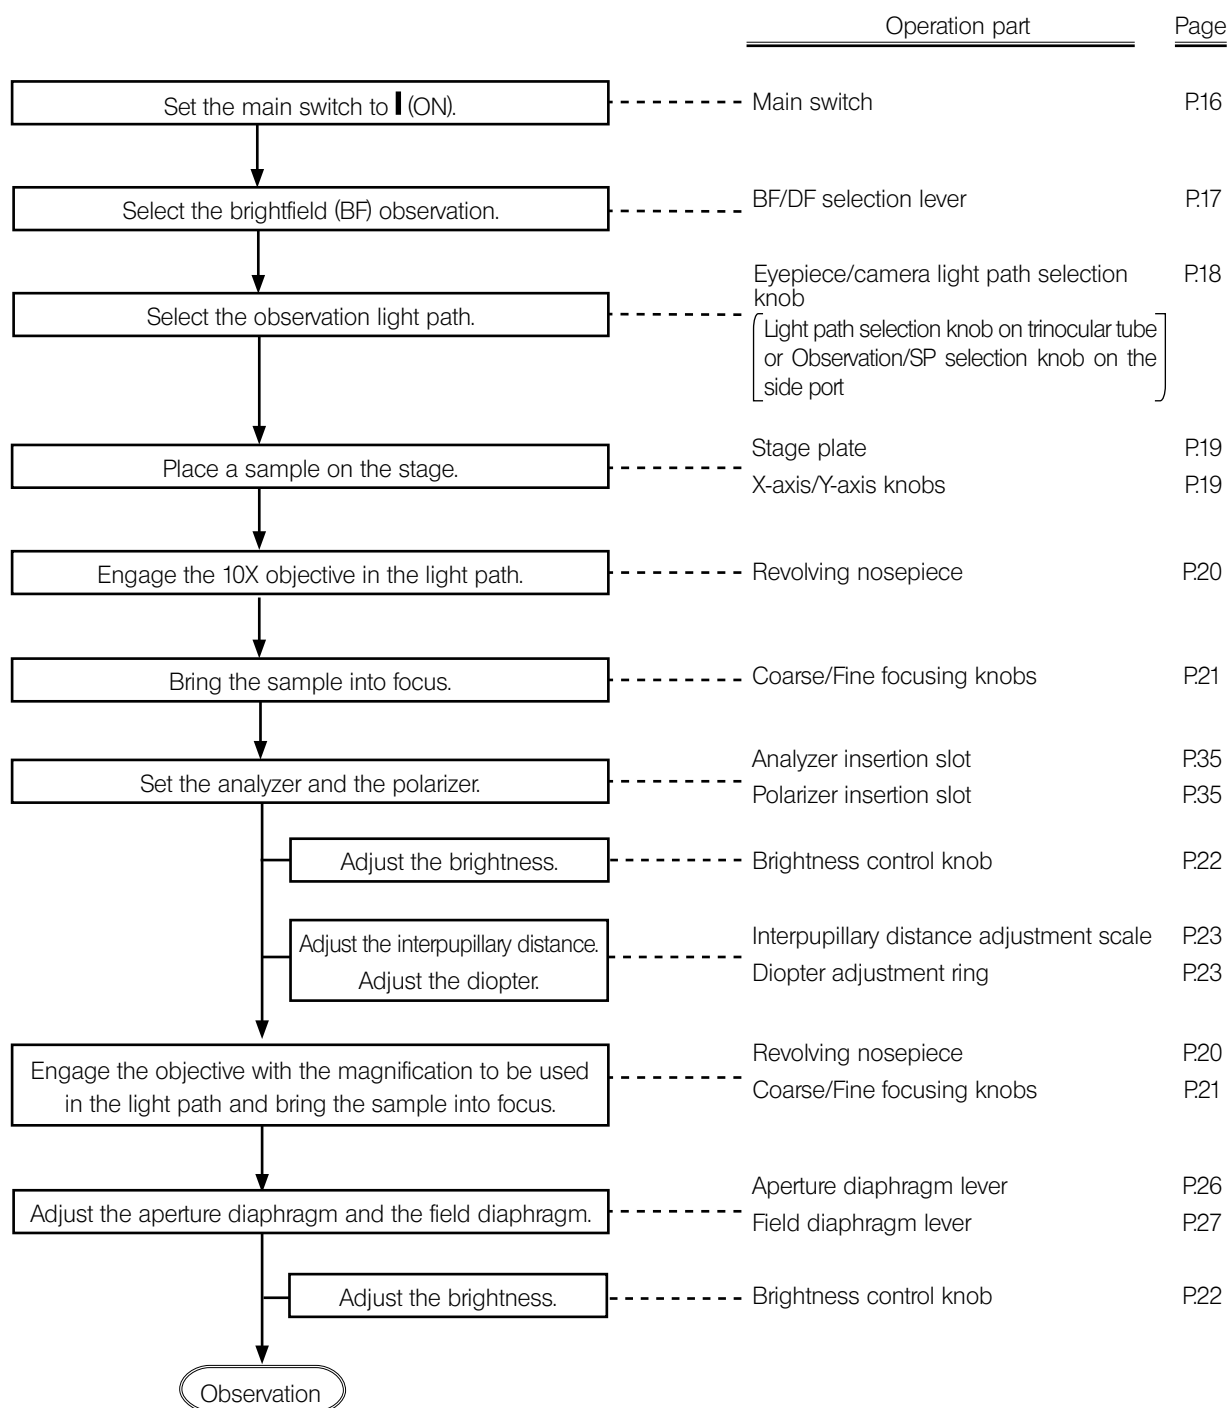 Operation part Page
Set the main switch to I (ON). Main switch P.16
Select the brightfield (BF) observation. BF/DF selection lever P.17
Eyepiece/camera light path selection P.18
knob
Select the observation light path.
Light path selection knob on trinocular tube
or Observation/SP selection knob on the
side port
Place a sample on the stage. Stage plate P.19
X-axis/Y-axis knobs P.19
Engage the 10X objective in the light path. Revolving nosepiece P.20
Bring the sample into focus. Coarse/Fine focusing knobs P.21
Set the analyzer and the polarizer. Analyzer insertion slot P.35
Polarizer insertion slot P.35
Adjust the brightness. Brightness control knob P.22
Adjust the interpupillary distance. Interpupillary distance adjustment scale P.23
Adjust the diopter. Diopter adjustment ring P.23
Engage the objective with the magnification to be used Revolving nosepiece P.20
in the light path and bring the sample into focus. Coarse/Fine focusing knobs P.21
Adjust the aperture diaphragm and the field diaphragm. Aperture diaphragm lever P.26
Field diaphragm lever P.27
Adjust the brightness. Brightness control knob P.22
Observation